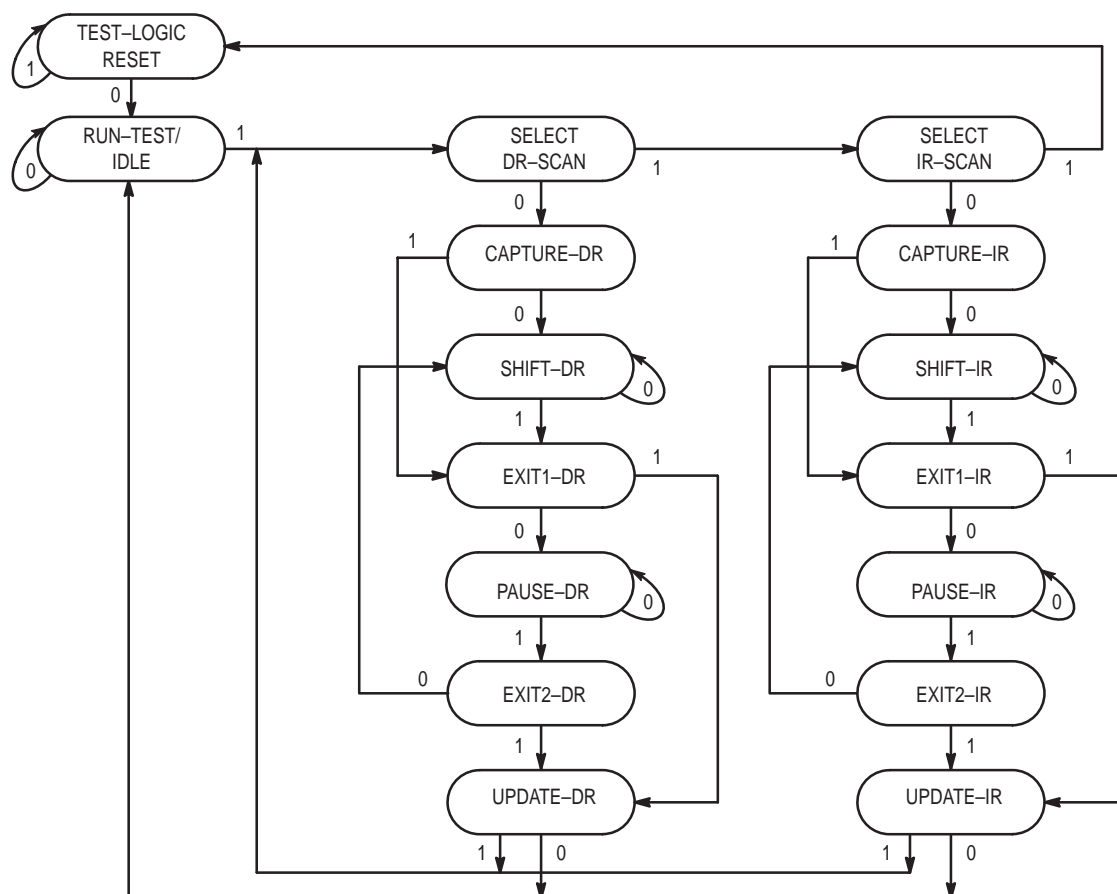 TEST–LOGIC
RESET
1
0
RUN–TEST/
IDLE
0
1
SELECT
DR–SCAN
1
0
SELECT
IR–SCAN
1
0
1
CAPTURE–DR
0
1
CAPTURE–IR
0
SHIFT–DR
0
1
SHIFT–IR
0
1
EXIT1–DR
1
0
EXIT1–IR
1
0
PAUSE–DR
0
1
PAUSE–IR
0
1
0
EXIT2–DR
1
0
EXIT2–IR
1
UPDATE–DR
1
0
UPDATE–IR
1
0